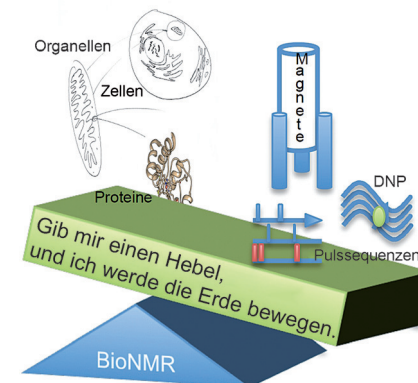 Organellen
Zellen
Proteine
Magnete
DNP
Pulssequenzen
Gib mir einen Hebel,
und ich werde die Erde bewegen.
BioNMR